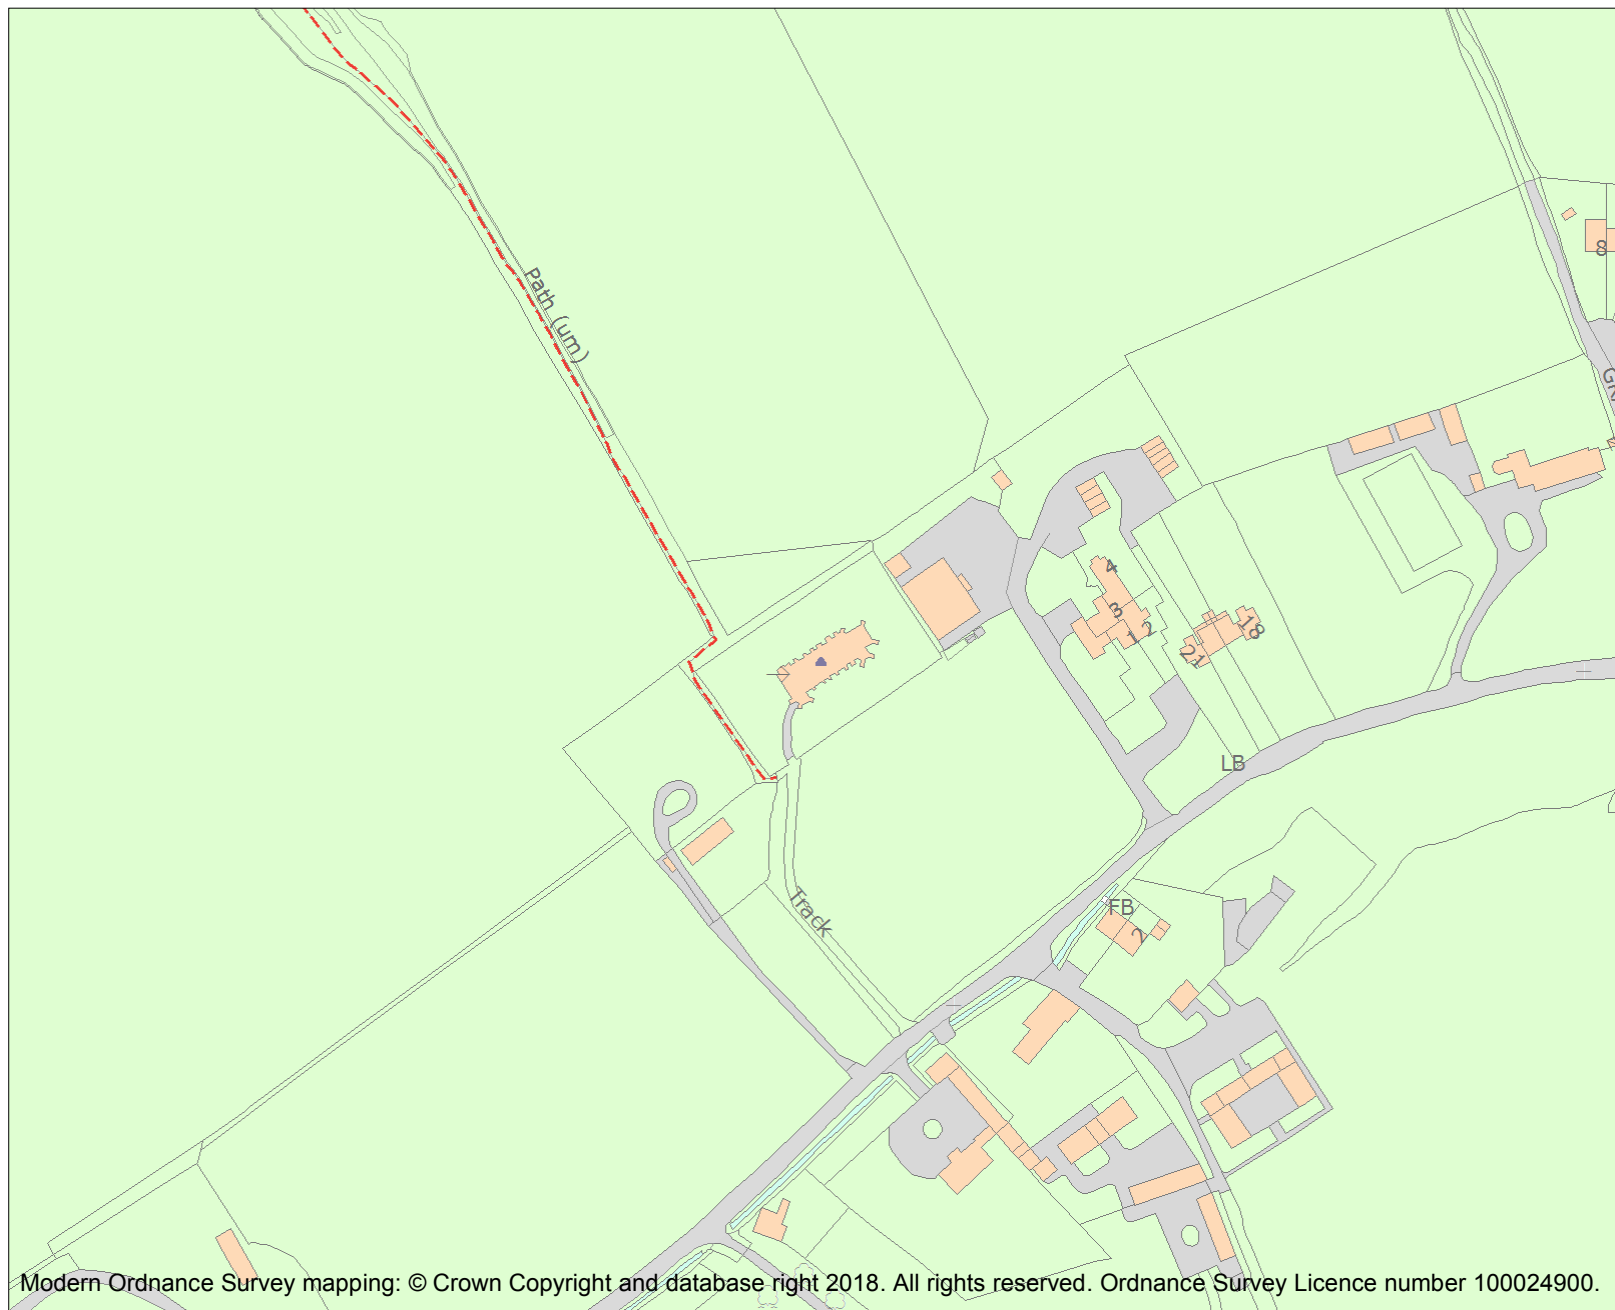 Path (um)
8
4
3
1 2
18
21
LB
FB
2
Track
Modern Ordnance Survey mapping: © Crown Copyright and database right 2018. All rights reserved. Ordnance Survey Licence number 100024900.